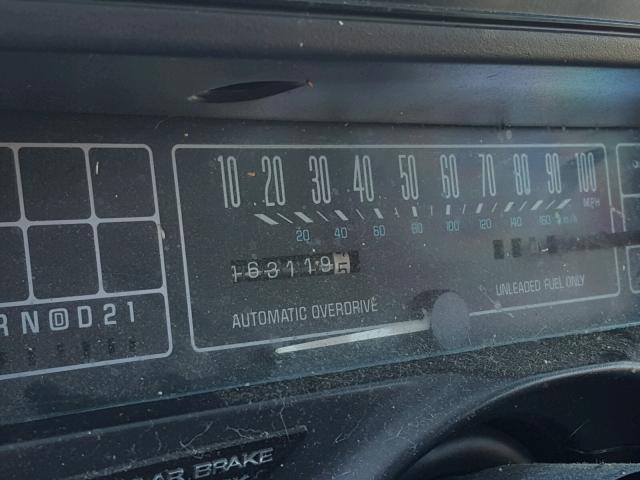 10 20 30 40 50 60 70 80 90 100
MPH
20 40 60 80 100 120 140 160 km/h
163119
AUTOMATIC OVERDRIVE
UNLEADED FUEL ONLY
R N D D 2 1
BRAKE